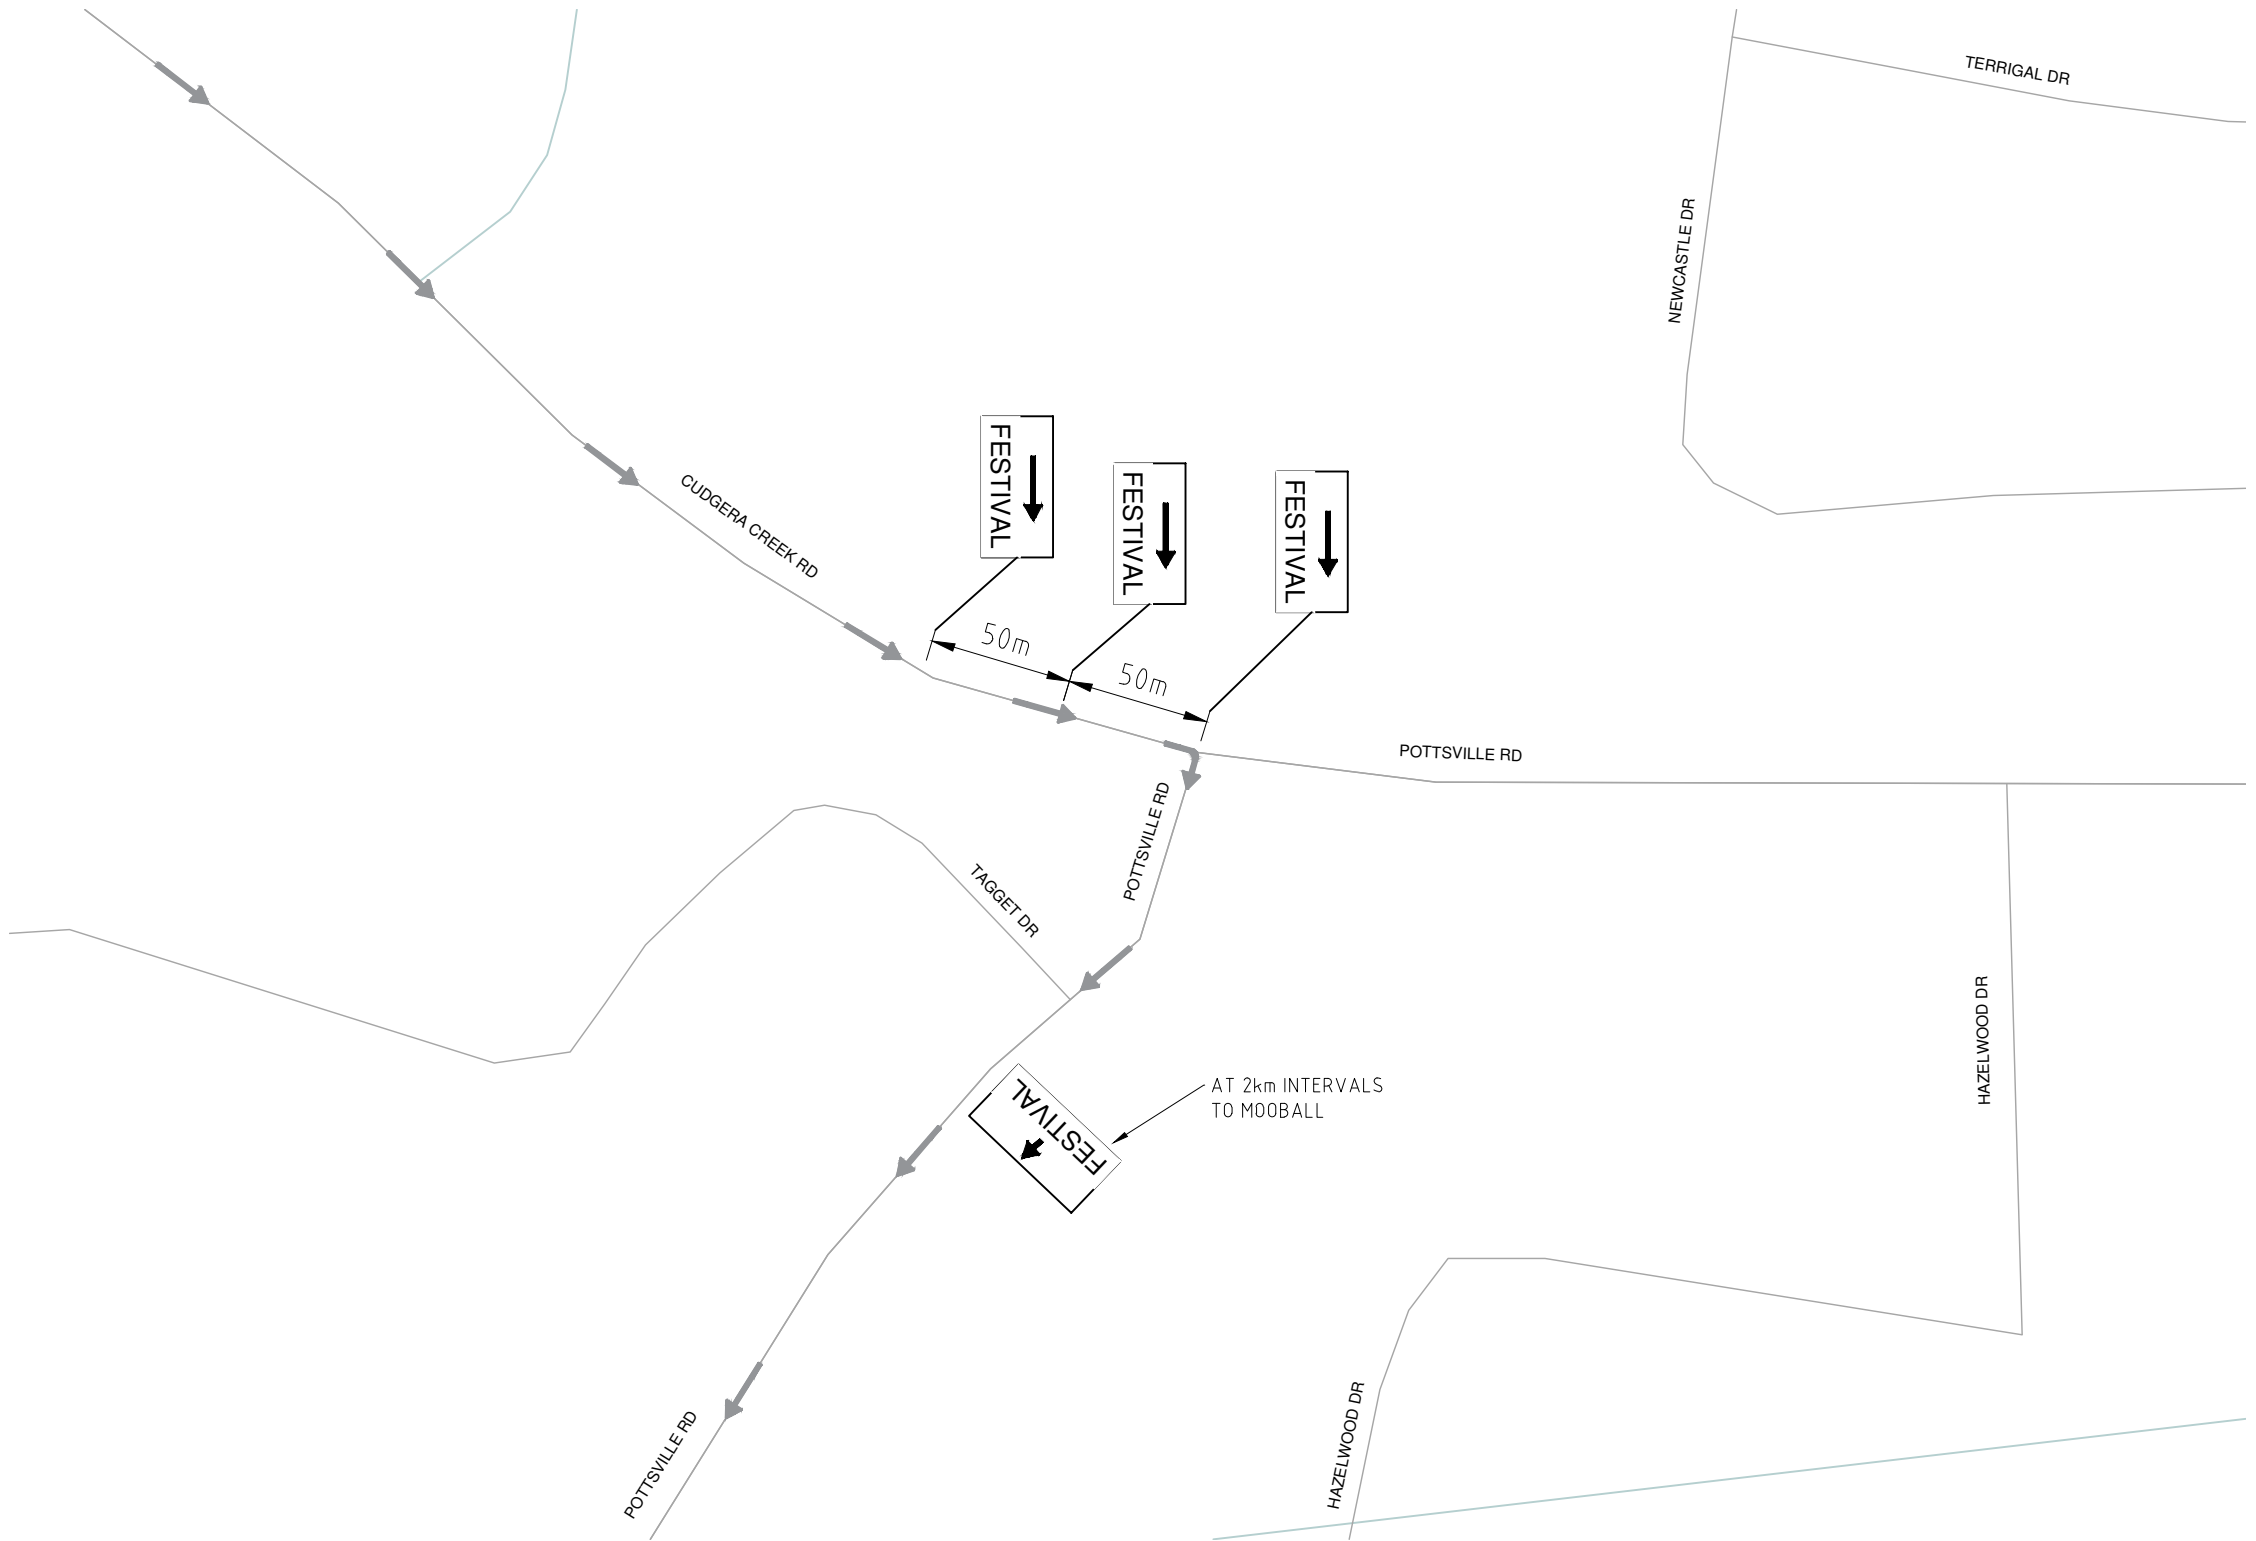 TERRIGAL DR
NEWCASTLE DR
CUDGERA CREEK RD
FESTIVAL
FESTIVAL
FESTIVAL
50m
50m
POTTSVILLE RD
POTTSVILLE RD
TAGGET DR
HAZELWOOD DR
FESTIVAL
AT 2km INTERVALS
TO MOOBALL
HAZELWOOD DR
POTTSVILLE RD